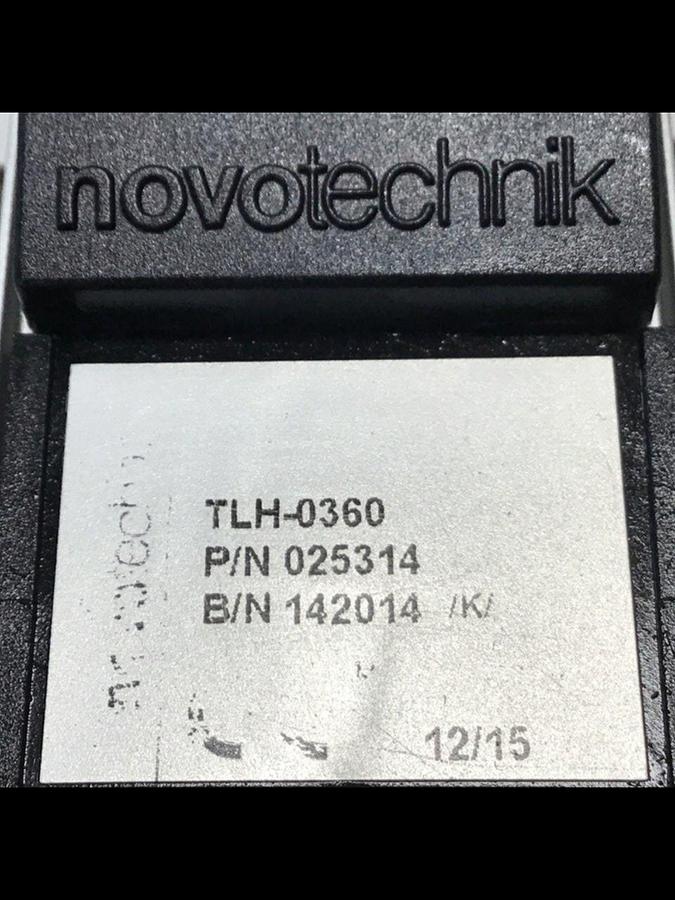 novotechnik
TLH-0360
P/N 025314
B/N 142014 /K/
12/15